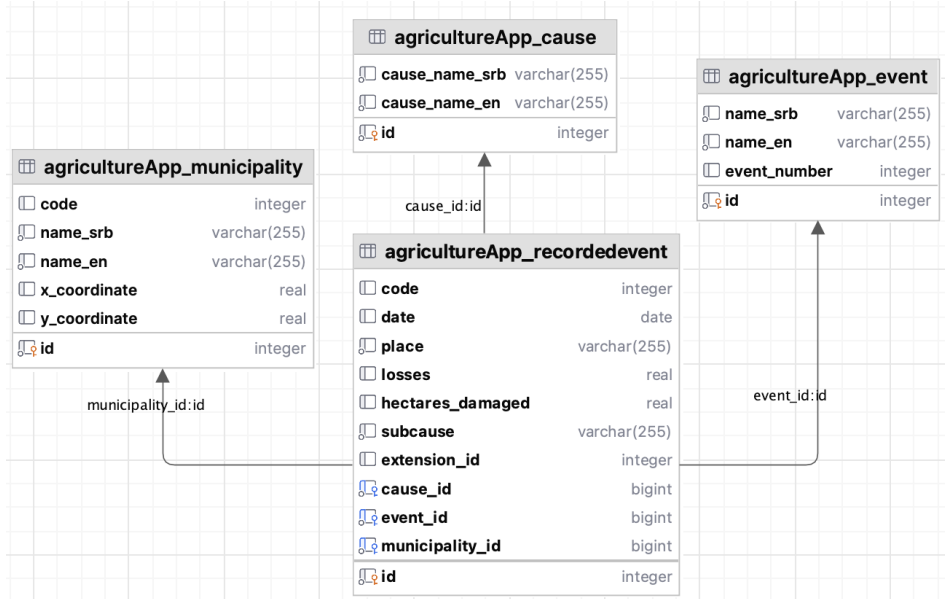 agricultureApp_cause
cause_name_srb varchar(255)
cause_name_en varchar(255)
id integer
agricultureApp_event
name_srb varchar(255)
name_en varchar(255)
event_number integer
id integer
agricultureApp_municipality
code integer
name_srb varchar(255)
name_en varchar(255)
x_coordinate real
y_coordinate real
id integer
cause_id:id
municipality_id:id
event_id:id
agricultureApp_recordedevent
code integer
date date
place varchar(255)
losses real
hectares_damaged real
subcause varchar(255)
extension_id integer
cause_id bigint
event_id bigint
municipality_id bigint
id integer